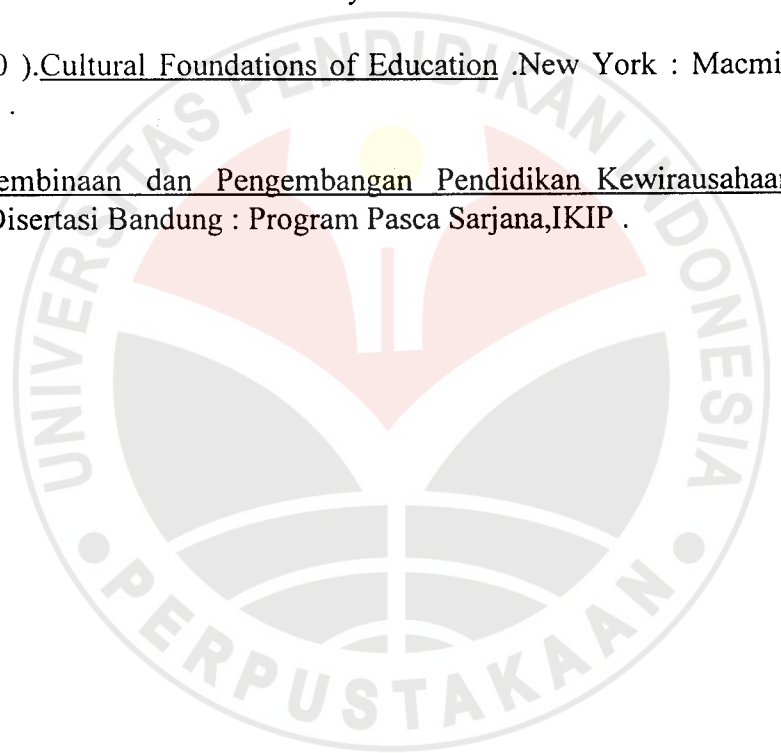 0 ).Cultural Foundations of Education .New York : Macmi
.
embinaan dan Pengembangan Pendidikan Kewirausahaan
Disertasi Bandung : Program Pasca Sarjana,IKIP .
UNIVERSITAS PENDIDIKAN INDONESIA
PERPUSTAKAAN